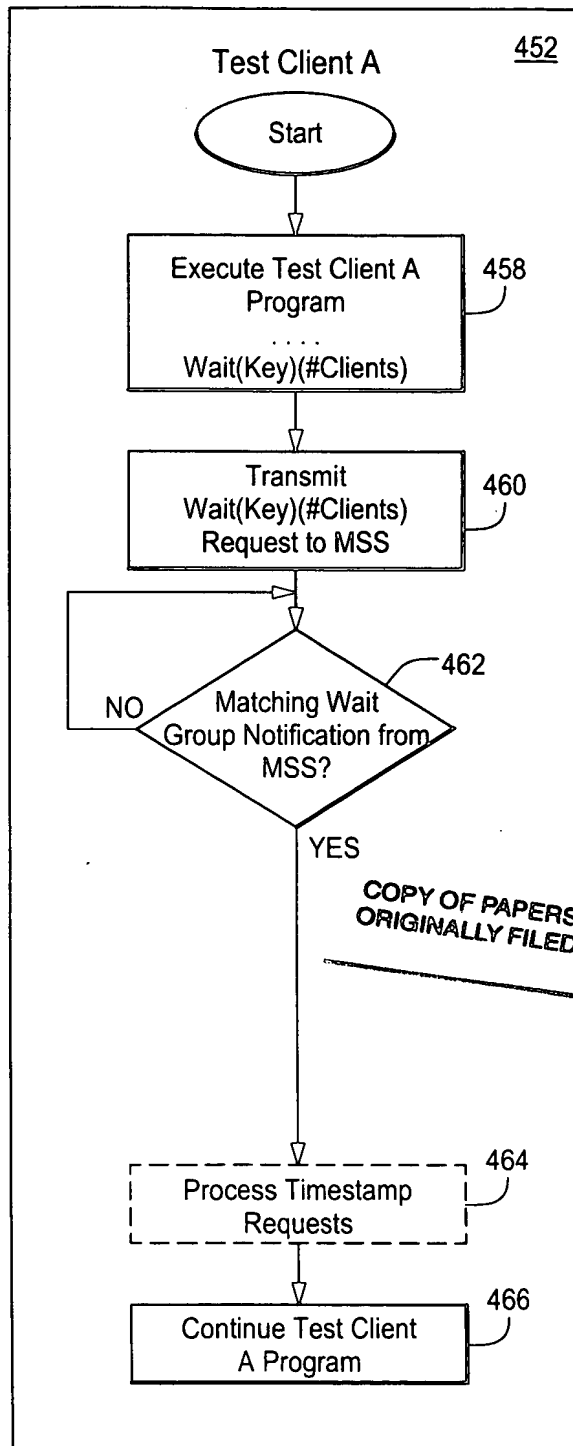 452
Test Client A
Start
Execute Test Client A
Program
. . . .
Wait(Key)(#Clients)
458
Transmit
Wait(Key)(#Clients)
Request to MSS
460
462
Matching Wait
Group Notification from
MSS?
NO
YES
COPY OF PAPERS
ORIGINALLY FILED
464
Process Timestamp
Requests
466
Continue Test Client
A Program